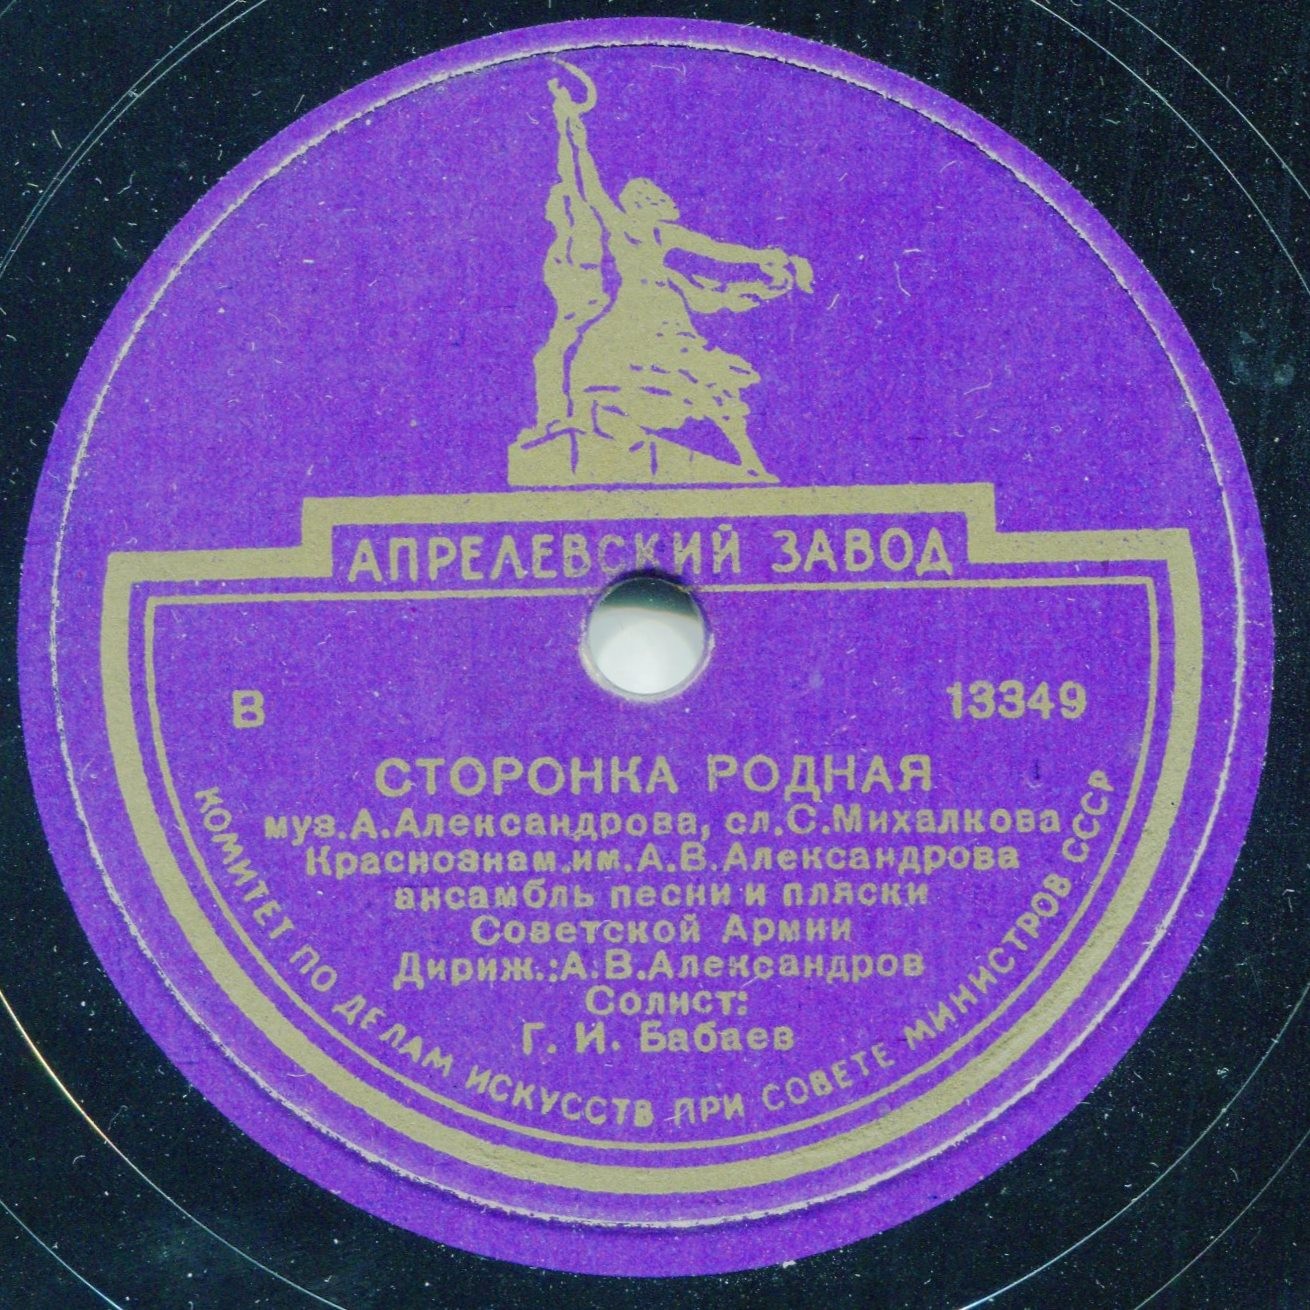 АПРЕЛЕВСКИЙ ЗАВОД
В 13349
СТОРОНКА РОДНАЯ
муз.А.Александрова, сл.С.Михалкова
Краснознам.им.А.В.Александрова
ансамбль песни и пляски
Советской Армии
Дириж.:А.В.Александров
Солист:
Г. И. Бабаев
КОМИТЕТ ПО ДЕЛАМ ИСКУССТВ ПРИ СОВЕТЕ МИНИСТРОВ СССР